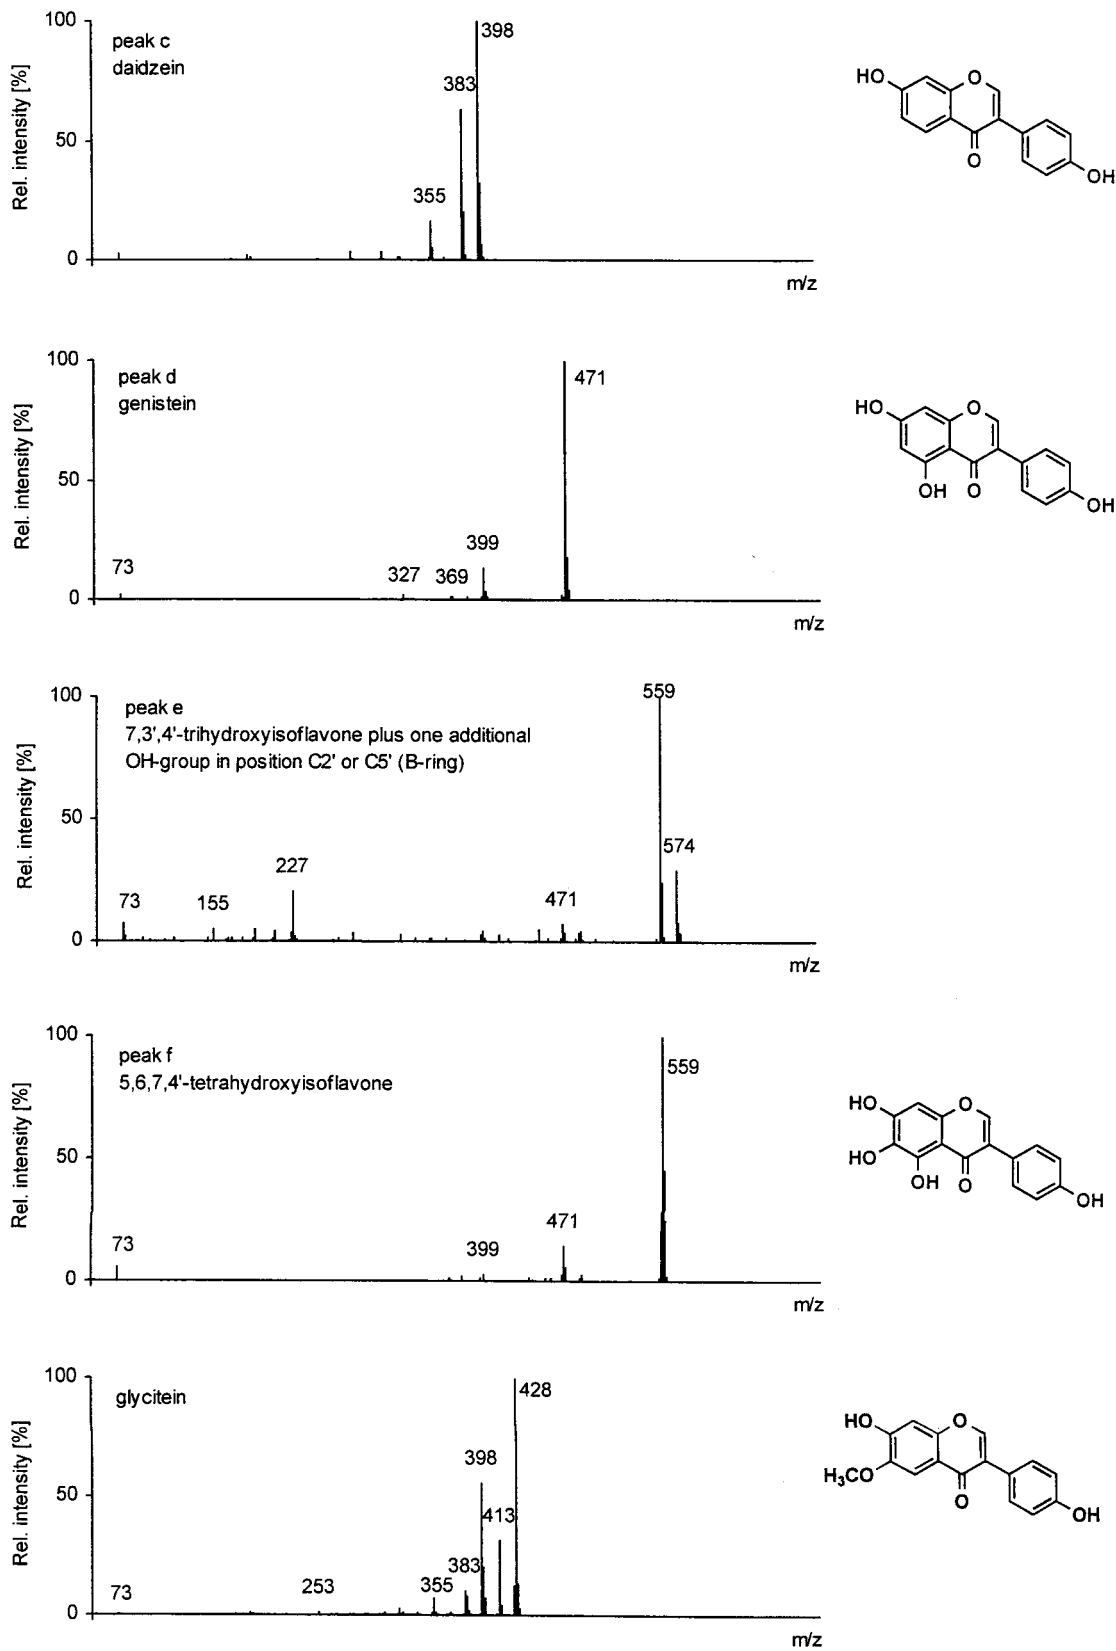 peak c
daidzein
Rel. intensity [%]
100
50
0
355
383
398
m/z
HO
O
O
OH
peak d
genistein
Rel. intensity [%]
100
50
0
73
327
369
399
471
m/z
HO
O
OH
O
OH
peak e
7,3',4'-trihydroxyisoflavone plus one additional
OH-group in position C2' or C5' (B-ring)
Rel. intensity [%]
100
50
0
73
155
227
471
559
574
m/z
peak f
5,6,7,4'-tetrahydroxyisoflavone
Rel. intensity [%]
100
50
0
73
399
471
559
m/z
HO
O
HO
OH
O
OH
glycitein
Rel. intensity [%]
100
50
0
73
253
355
383
398
413
428
m/z
HO
O
H3CO
O
OH